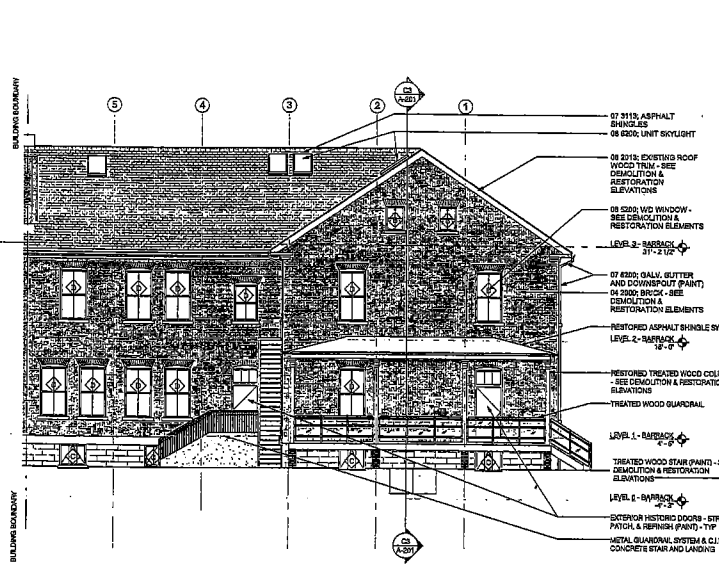 BUILDING BOUNDARY
5
4
3
2
1
C3
A-201
07 3113; ASPHALT
SHINGLES
08 6200; UNIT SKYLIGHT
06 2013; EXISTING ROOF
WOOD TRIM - SEE
DEMOLITION &
RESTORATION
ELEVATIONS
08 5200; WD WINDOW -
SEE DEMOLITION &
RESTORATION ELEMENTS
LEVEL 3 - BARRACK
31' - 2 1/2"
07 6200; GALV. GUTTER
AND DOWNSPOUT (PAINT)
04 2000; BRICK - SEE
DEMOLITION &
RESTORATION ELEMENTS
RESTORED ASPHALT SHINGLE SY
LEVEL 2 - BARRACK
RESTORED TREATED WOOD COLU
- SEE DEMOLITION & RESTORATIO
ELEVATIONS
TREATED WOOD GUARDRAIL
LEVEL 1 - BARRACK
TREATED WOOD STAIR (PAINT) - S
DEMOLITION & RESTORATION
ELEVATIONS
LEVEL 0 - BARRACK
EXTERIOR HISTORIC DOORS - STR
PATCH, & REFINISH (PAINT) - TYP
METAL GUARDRAIL SYSTEM & C.I.
CONCRETE STAIR AND LANDING
BUILDING BOUNDARY
C3
A-201